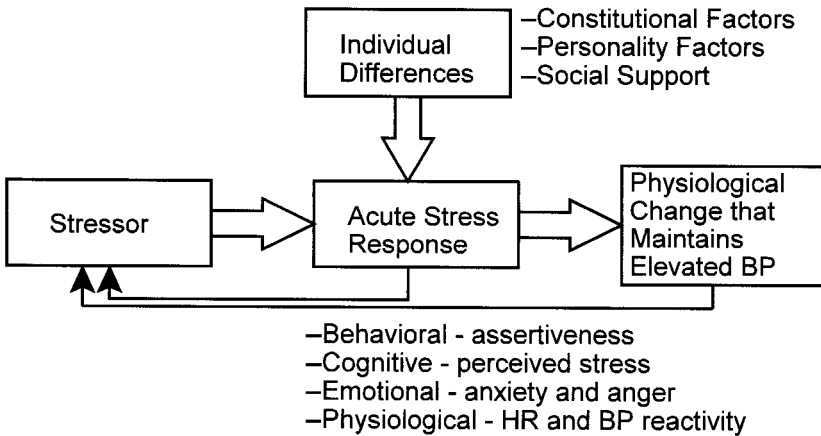 Individual
Differences
–Constitutional Factors
–Personality Factors
–Social Support
Stressor
Acute Stress
Response
Physiological
Change that
Maintains
Elevated BP
–Behavioral - assertiveness
–Cognitive - perceived stress
–Emotional - anxiety and anger
–Physiological - HR and BP reactivity